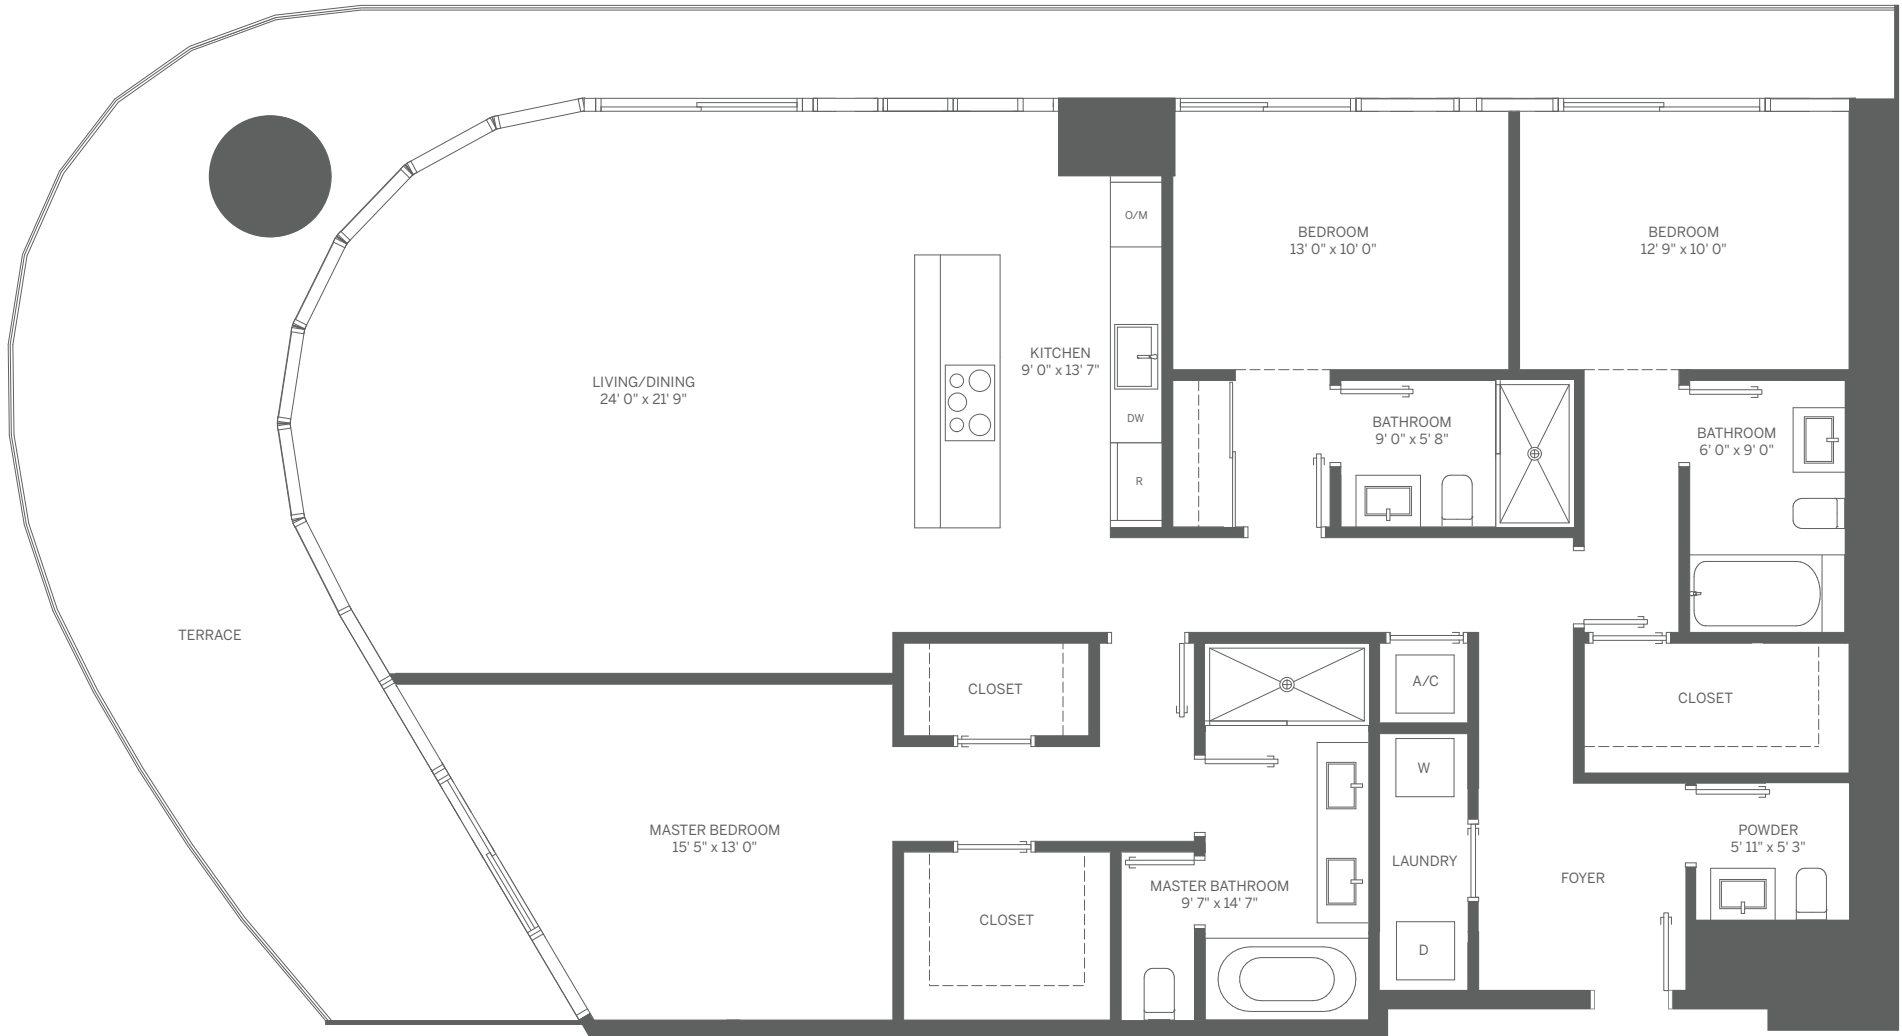 O/M
BEDROOM
13' 0" x 10' 0"
BEDROOM
12' 9" x 10' 0"
KITCHEN
9' 0" x 13' 7"
LIVING/DINING
24' 0" x 21' 9"
DW
BATHROOM
9' 0" x 5' 8"
BATHROOM
6' 0" x 9' 0"
R
TERRACE
CLOSET
A/C
CLOSET
W
MASTER BEDROOM
15' 5" x 13' 0"
POWDER
5' 11" x 5' 3"
LAUNDRY
FOYER
MASTER BATHROOM
9' 7" x 14' 7"
CLOSET
D